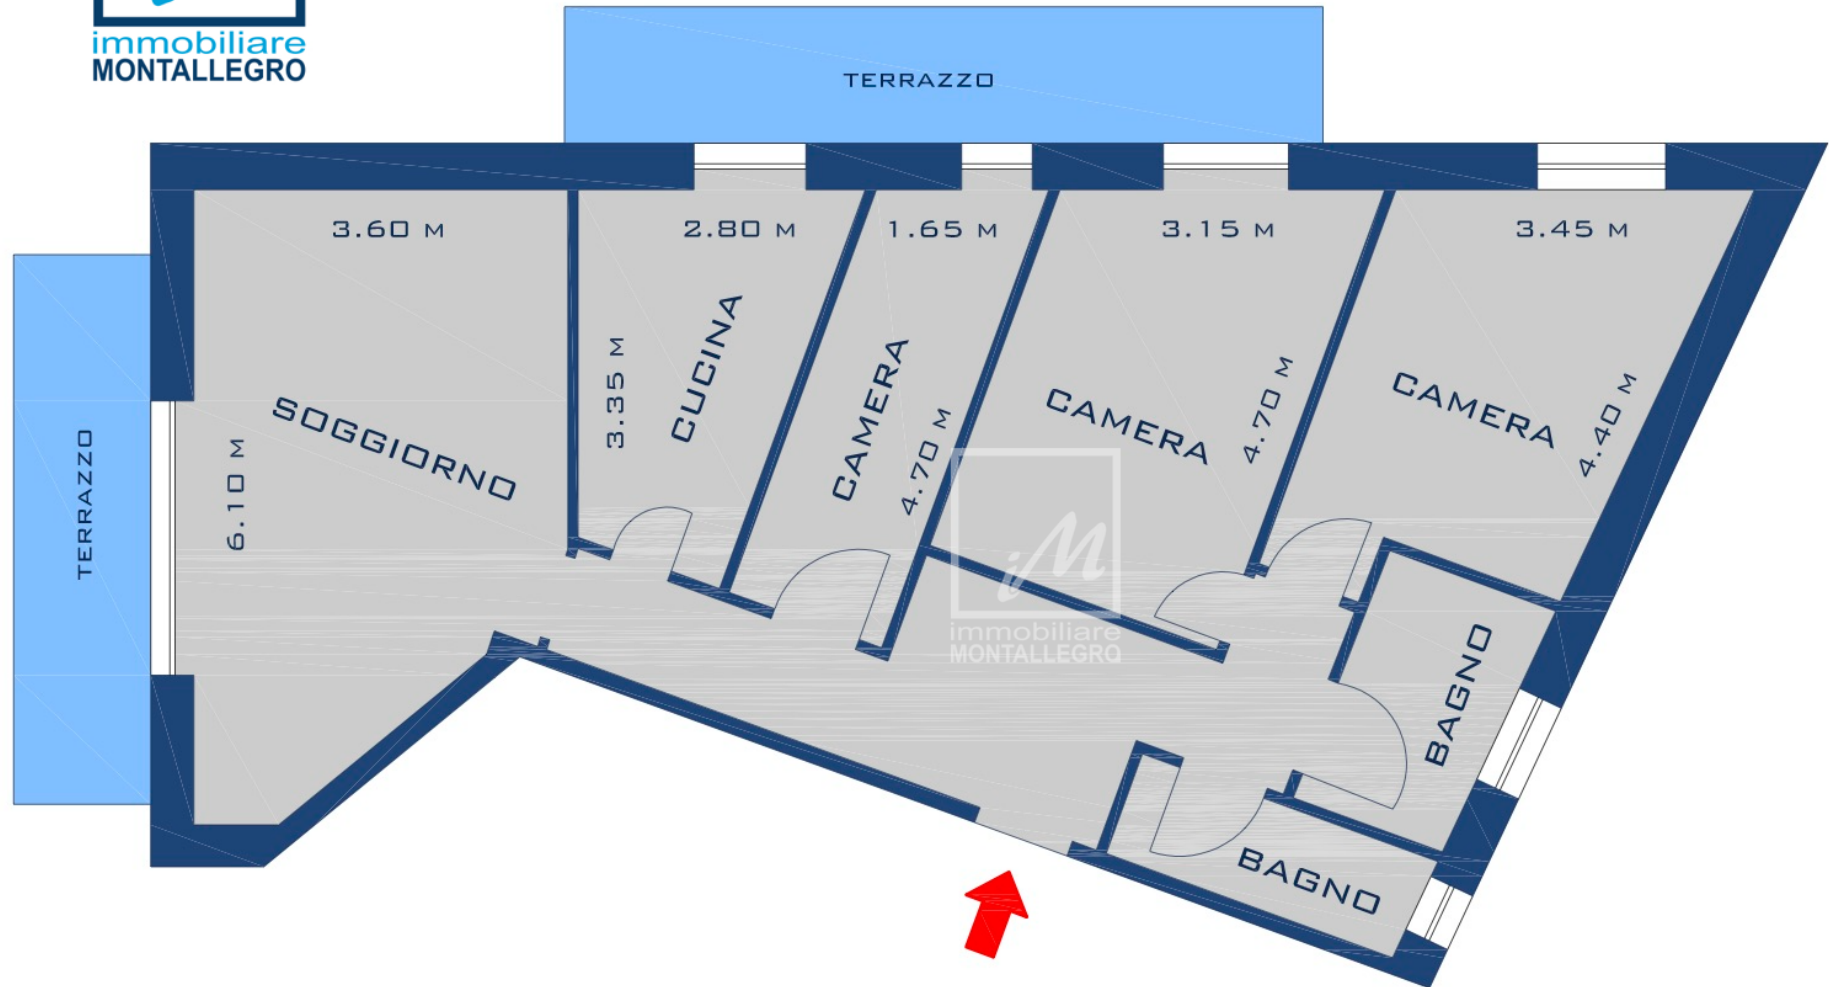 immobiliare
MONTALLEGRO
TERRAZZO
3.60 M
2.80 M
1.65 M
3.15 M
3.45 M
SOGGIORNO
6.10 M
TERRAZZO
3.35 M
CUCINA
CAMERA
4.70 M
CAMERA
4.70 M
CAMERA
4.40 M
iM
immobiliare
MONTALLEGRO
BAGNO
BAGNO